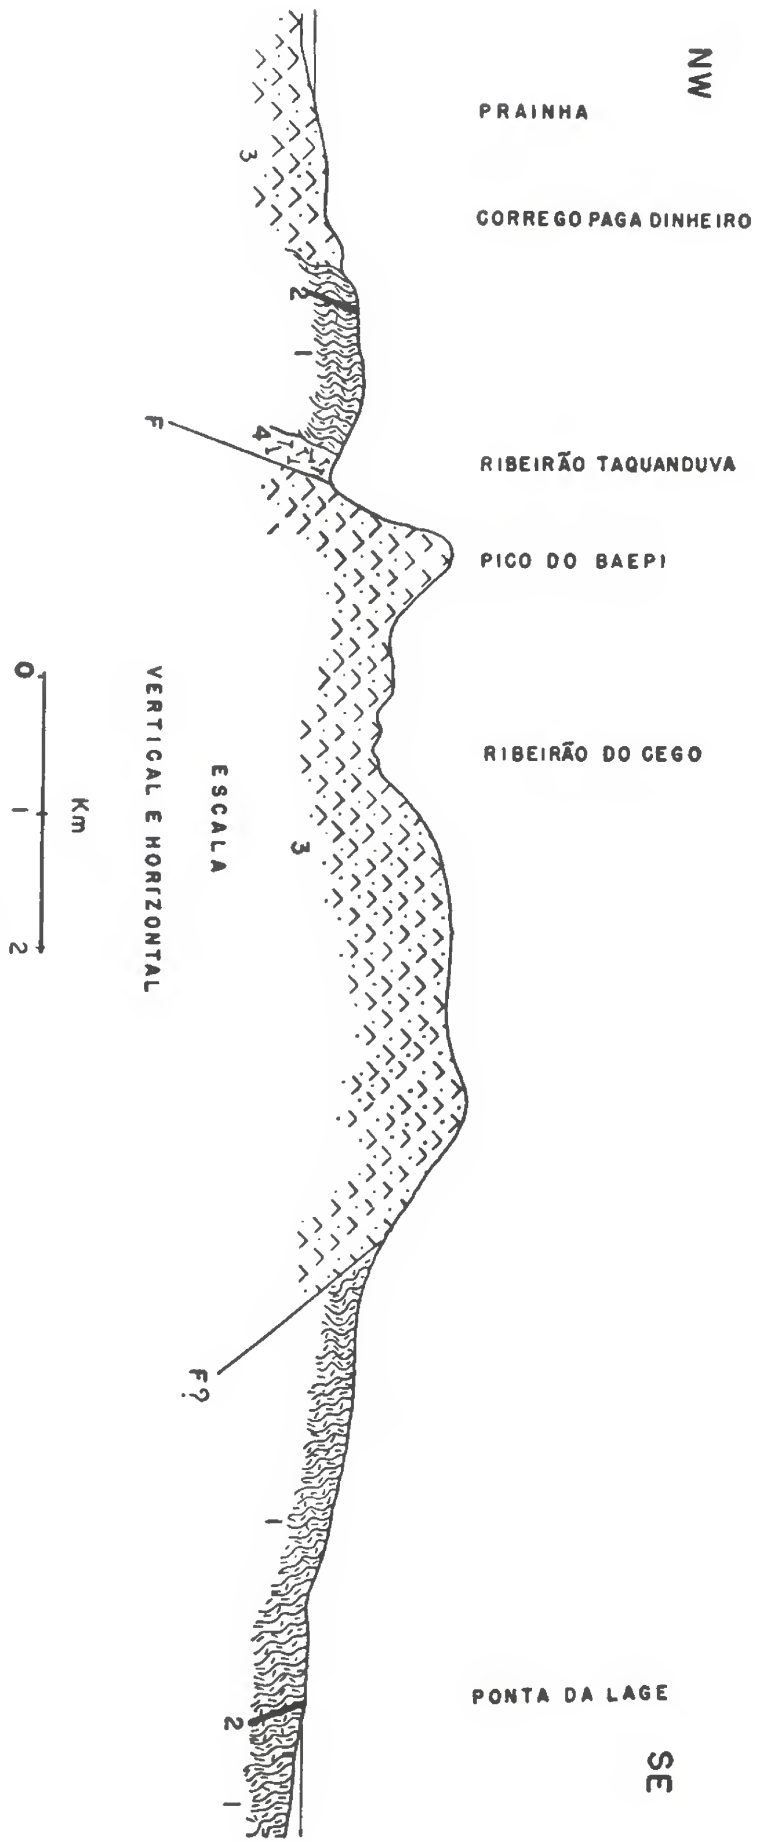 NW
PRAINHA
CORREGO PAGA DINHEIRO
RIBEIRÃO TAQUANDUVA
PICO DO BAEPI
RIBEIRÃO DO CEGO
PONTA DA LAGE
SE
3
2
1
F
4
3
F?
1
2
1
ESCALA
VERTICAL E HORIZONTAL
Km
0 1 2